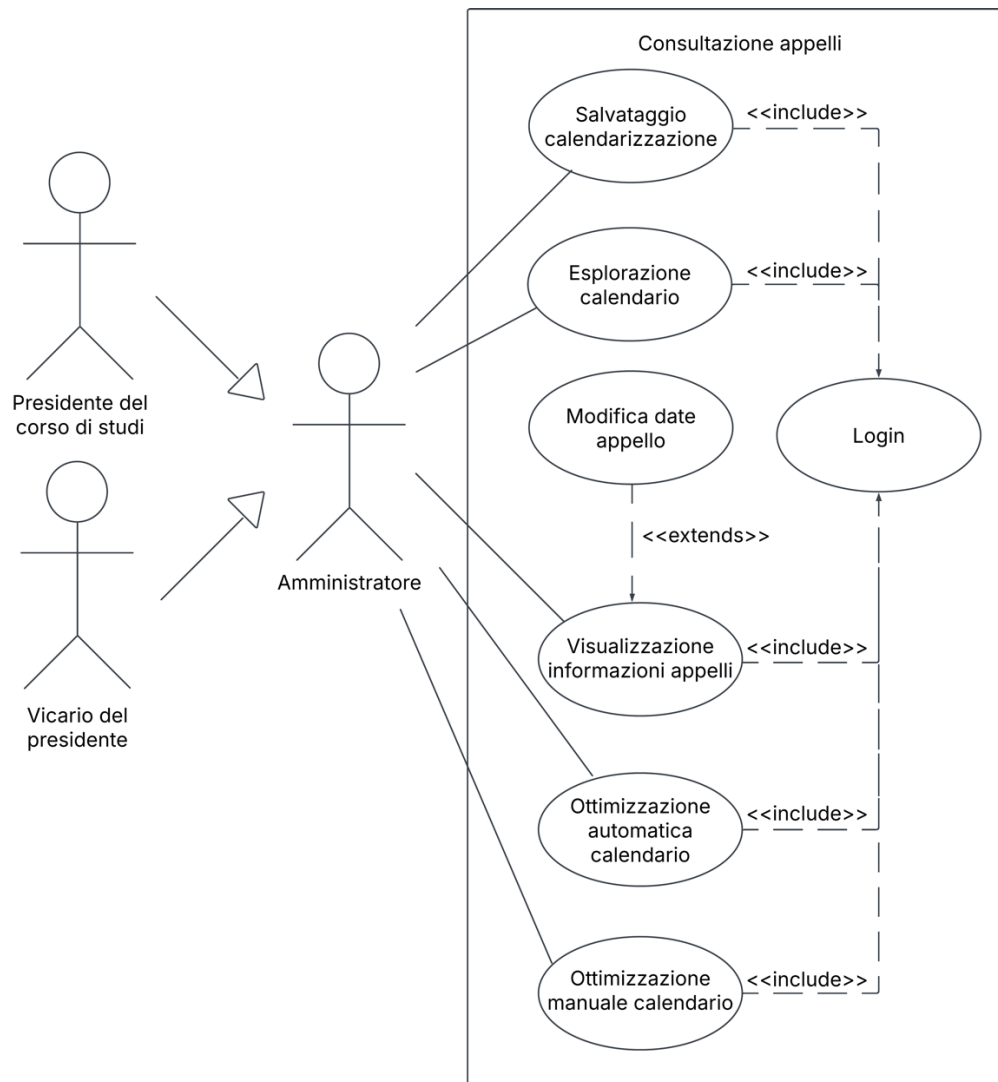 Consultazione appelli
Salvataggio
calendarizzazione
<<include>>
Esplorazione
calendario
<<include>>
Presidente del
corso di studi
Modifica date
appello
Login
<<extends>>
Amministratore
Visualizzazione
informazioni appelli
<<include>>
Vicario del
presidente
Ottimizzazione
automatica
calendario
<<include>>
Ottimizzazione
manuale calendario
<<include>>